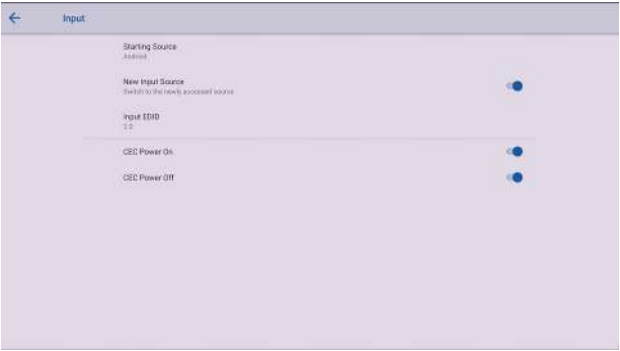 Input
Starting Source
Android
New Input Source
Switch to the newly accessed source
Input EDID
2.0
CEC Power On
CEC Power Off